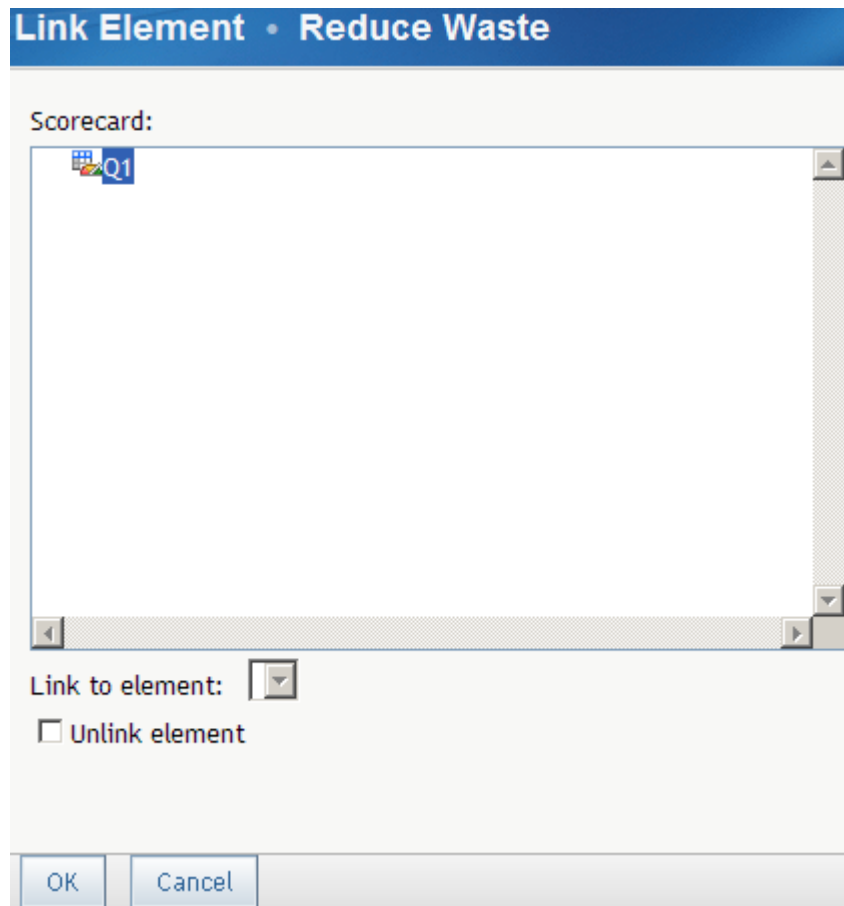 Link Element • Reduce Waste
Scorecard:
Q1
Link to element:
Unlink element
OK
Cancel